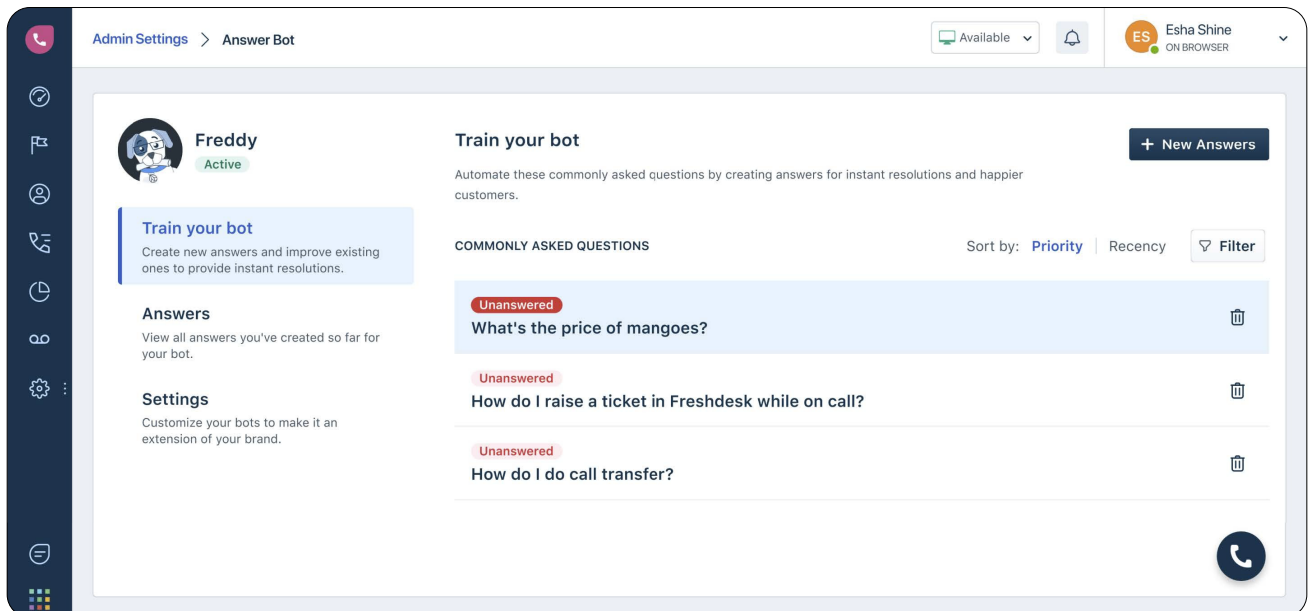 Admin Settings > Answer Bot
Available
ES
Esha Shine
ON BROWSER
Freddy
Active
Train your bot
Create new answers and improve existing
ones to provide instant resolutions.
Answers
View all answers you've created so far for
your bot.
Settings
Customize your bots to make it an
extension of your brand.
Train your bot
+ New Answers
Automate these commonly asked questions by creating answers for instant resolutions and happier
customers.
COMMONLY ASKED QUESTIONS
Sort by: Priority | Recency
Filter
Unanswered
What's the price of mangoes?
Unanswered
How do I raise a ticket in Freshdesk while on call?
Unanswered
How do I do call transfer?